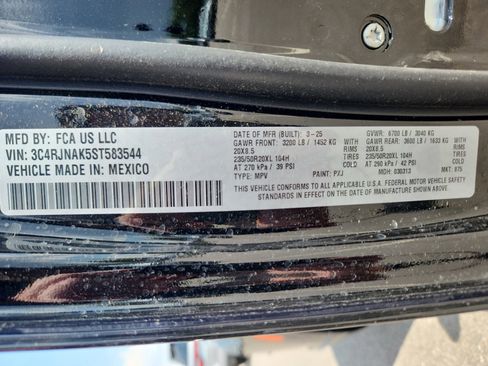 MFD BY: FCA US LLC
VIN: 3C4RJNAK5ST583544
VEHICLE MADE IN: MEXICO
DATE OF MFR (BUILT): 3-25 GVWR: 6700 LB / 3040 KG
GAWR FRONT: 3200 LB / 1452 KG GAWR REAR: 3600 LB / 1633 KG
20X8.5 RIMS 20X8.5 RIMS
235/50R20XL 104H 235/50R20XL 104H
AT 270 kPa / 39 PSI COLD AT 290 kPa / 42 PSI COLD
TYPE: MPV PAINT: PXJ MDH: 030313 MKT: 975
THIS VEHICLE CONFORMS TO ALL APPLICABLE U.S.A. FEDERAL MOTOR VEHICLE SAFETY
STANDARDS IN EFFECT ON THE DATE OF MANUFACTURE SHOWN ABOVE